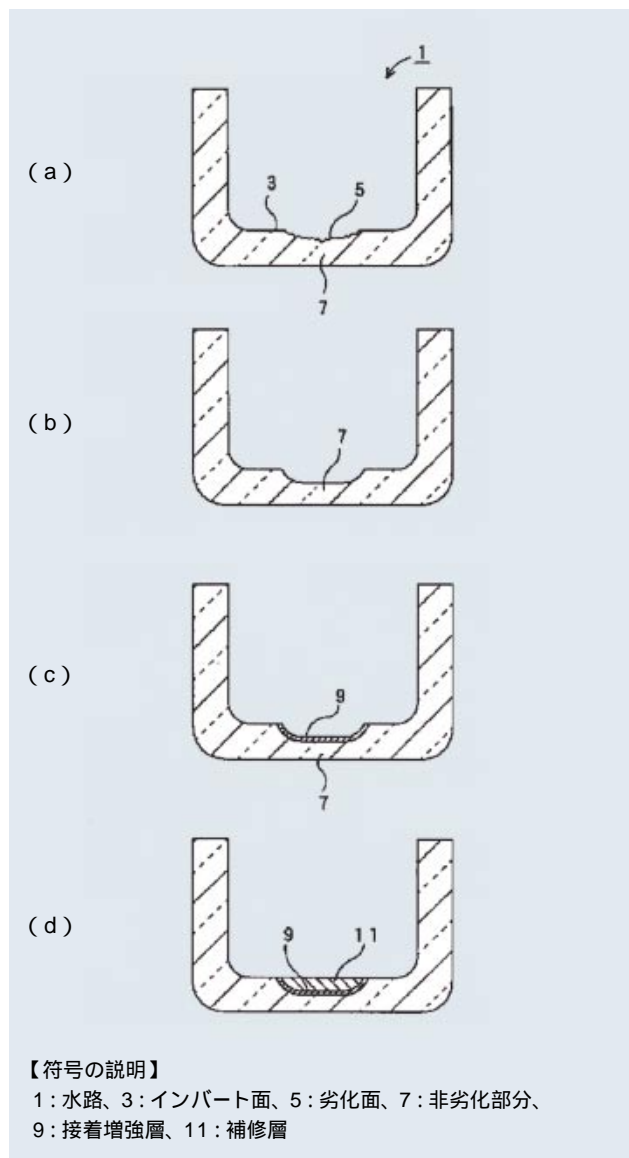 1
(a)
3
5
7
(b)
7
(c)
9
7
(d)
9
11
【符号の説明】
1:水路、3:インバート面、5:劣化面、7:非劣化部分、
9:接着増強層、11:補修層